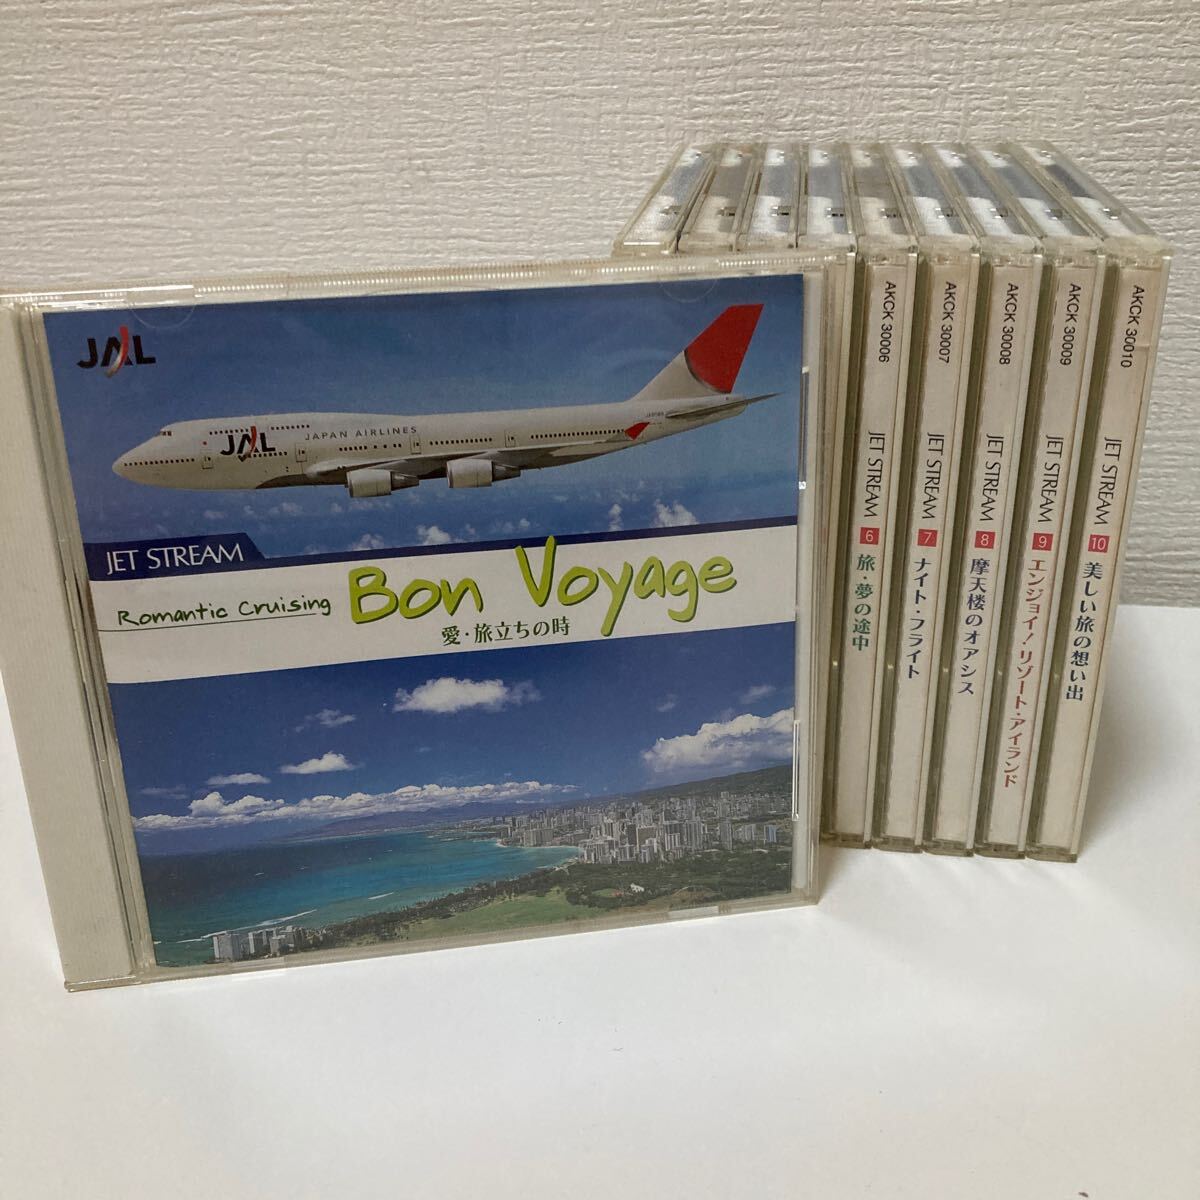 JAL
JAL JAPAN AIRLINES
JET STREAM
Romantic Cruising Bon Voyage
愛・旅立ちの時
AKCK 30006 JET STREAM 6 旅・夢の途中
AKCK 30007 JET STREAM 7 ナイト・フライト
AKCK 30008 JET STREAM 8 摩天楼のオアシス
AKCK 30009 JET STREAM 9 エンジョイ!リゾート・アイランド
AKCK 30010 JET STREAM 10 美しい旅の想い出